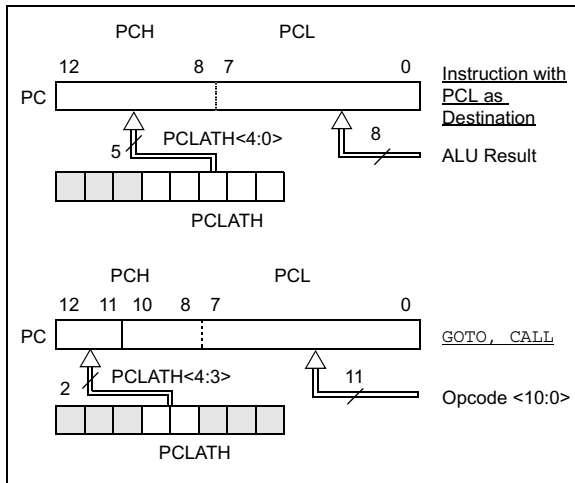 PCH PCL
12 8 7 0
PC
Instruction with
PCL as
Destination
5
PCLATH<4:0>
8
ALU Result
PCLATH
PCH PCL
12 11 10 8 7 0
PC
GOTO, CALL
2
PCLATH<4:3>
11
Opcode <10:0>
PCLATH